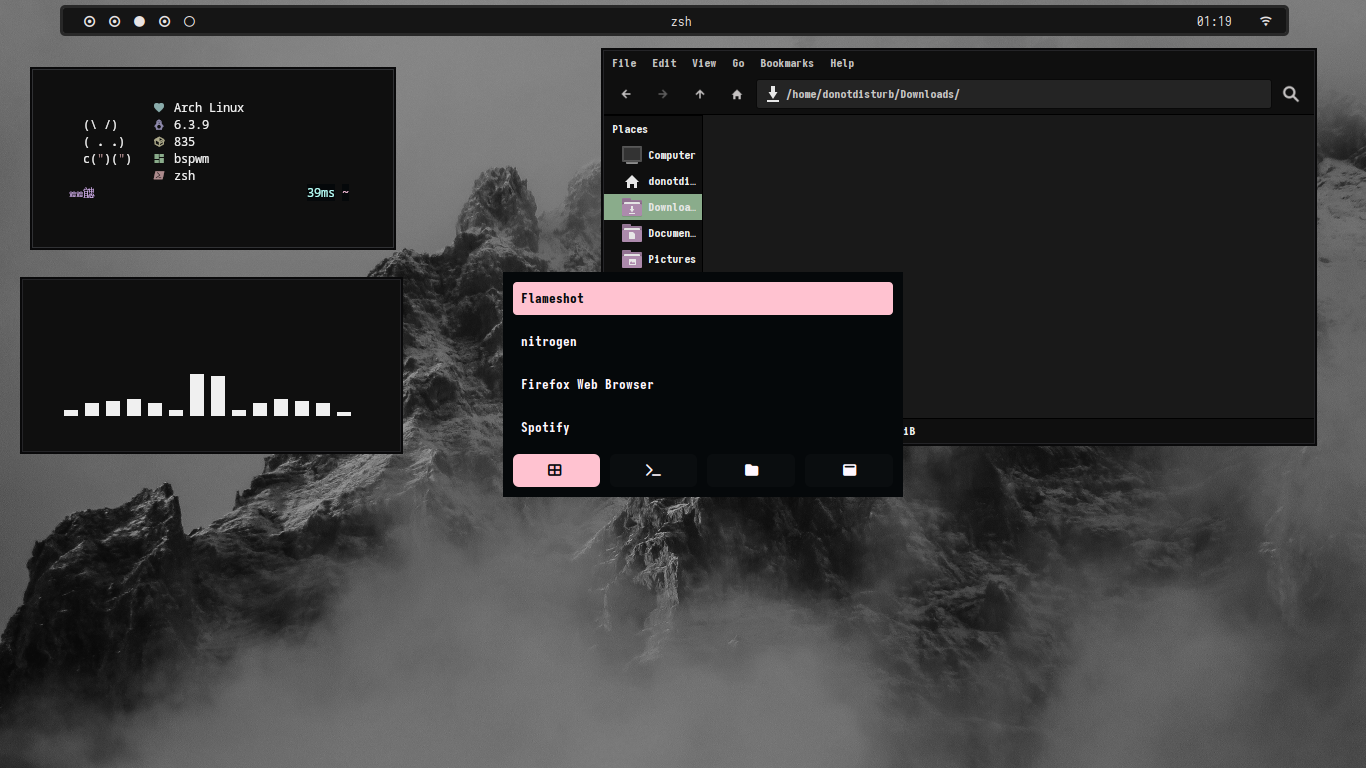 zsh
01:19
Arch Linux
(\ /)
6.3.9
( . .)
835
c(")(")
bspwm
zsh
39ms ~
File Edit View Go Bookmarks Help
/home/donotdisturb/Downloads/
Places
Computer
donotdi…
Downloa…
Documen…
Pictures
iB
Flameshot
nitrogen
Firefox Web Browser
Spotify